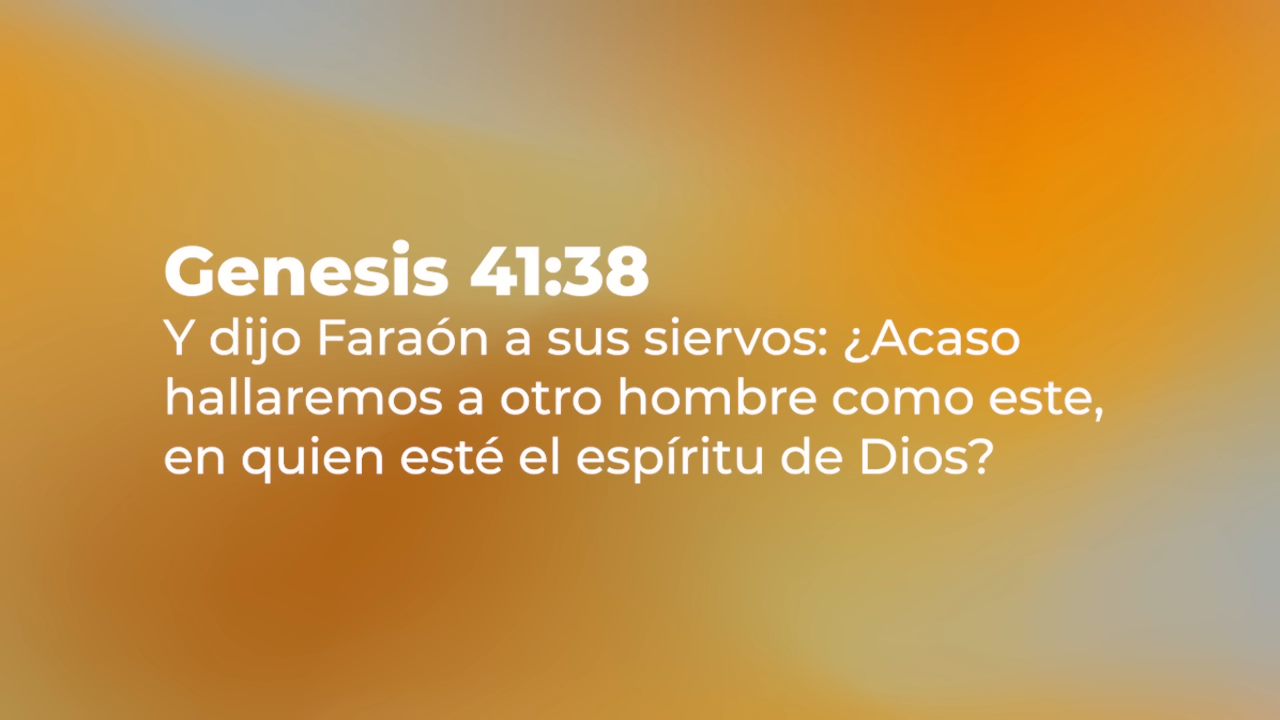 Genesis 41:38
Y dijo Faraón a sus siervos: ¿Acaso
hallaremos a otro hombre como este,
en quien esté el espíritu de Dios?